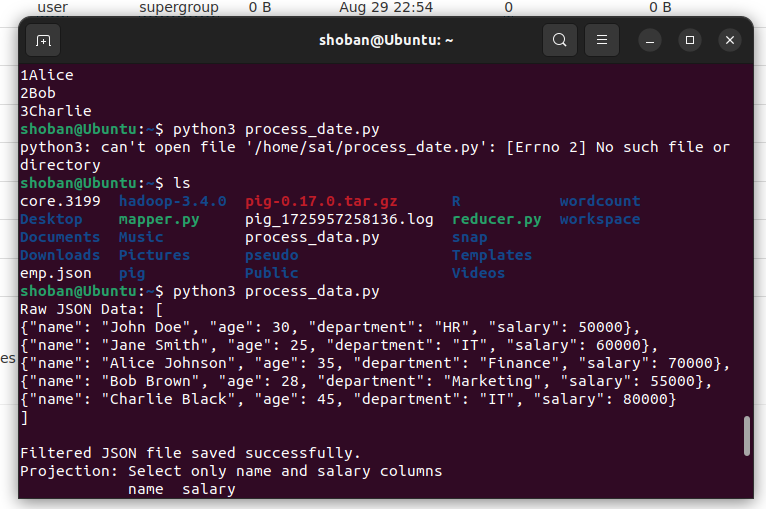 user supergroup 0 B Aug 29 22:54 0 0 B
shoban@Ubuntu: ~
1Alice
2Bob
3Charlie
shoban@Ubuntu:~$ python3 process_date.py
python3: can't open file '/home/sai/process_date.py': [Errno 2] No such file or
directory
shoban@Ubuntu:~$ ls
core.3199 hadoop-3.4.0 pig-0.17.0.tar.gz R wordcount
Desktop mapper.py pig_1725957258136.log reducer.py workspace
Documents Music process_data.py snap
Downloads Pictures pseudo Templates
emp.json pig Public Videos
shoban@Ubuntu:~$ python3 process_data.py
Raw JSON Data: [
{"name": "John Doe", "age": 30, "department": "HR", "salary": 50000},
{"name": "Jane Smith", "age": 25, "department": "IT", "salary": 60000},
es
{"name": "Alice Johnson", "age": 35, "department": "Finance", "salary": 70000},
{"name": "Bob Brown", "age": 28, "department": "Marketing", "salary": 55000},
{"name": "Charlie Black", "age": 45, "department": "IT", "salary": 80000}
]
Filtered JSON file saved successfully.
Projection: Select only name and salary columns
name salary